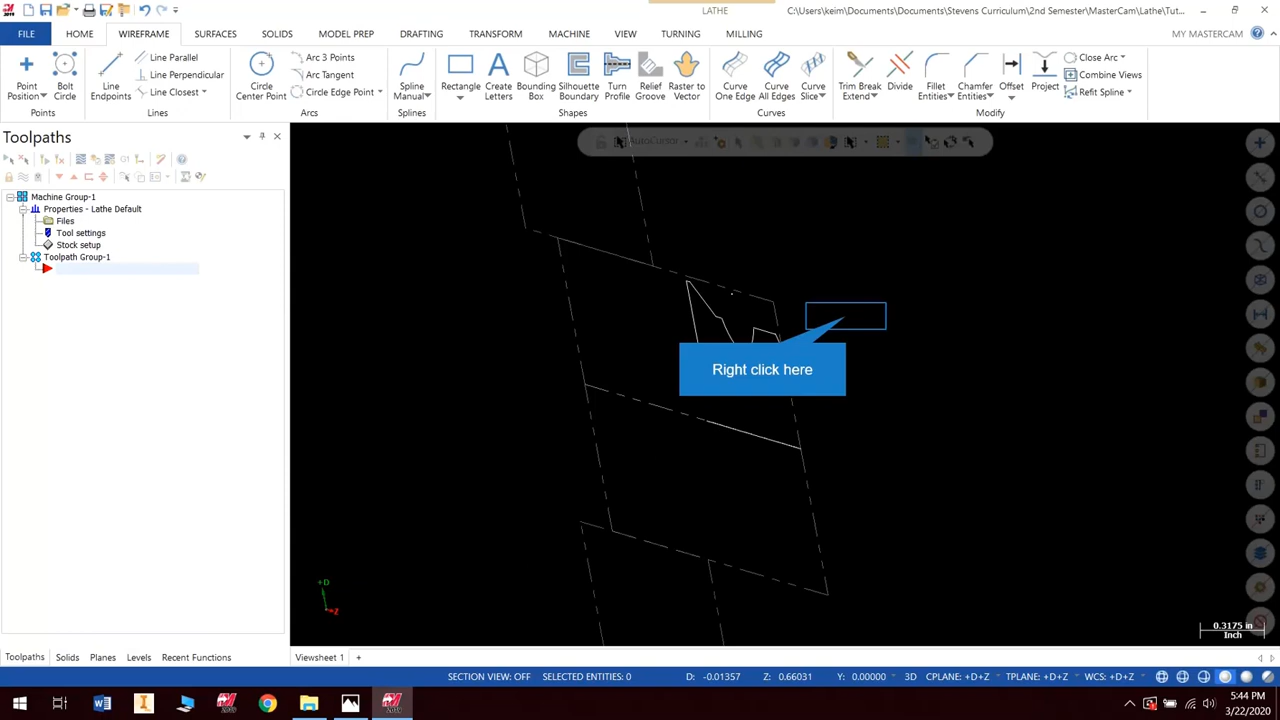 LATHE
C:\Users\keim\Documents\Documents\Stevens Curriculum\2nd Semester\MasterCam\Lathe\Tut...
FILE
HOME
WIREFRAME
SURFACES
SOLIDS
MODEL PREP
DRAFTING
TRANSFORM
MACHINE
VIEW
TURNING
MILLING
MY MASTERCAM
Point
Position
Bolt
Circle
Points
Line
Endpoints
Line Parallel
Line Perpendicular
Line Closest
Lines
Circle
Center Point
Arc 3 Points
Arc Tangent
Circle Edge Point
Arcs
Spline
Manual
Splines
Rectangle
Create
Letters
Bounding
Box
Silhouette
Boundary
Turn
Profile
Relief
Groove
Raster to
Vector
Shapes
Curve
One Edge
Curve
All Edges
Curve
Slice
Curves
Trim Break
Extend
Divide
Fillet
Entities
Chamfer
Entities
Offset
Project
Close Arc
Combine Views
Refit Spline
Modify
Toolpaths
AutoCursor
G1
Machine Group-1
Properties - Lathe Default
Files
Tool settings
Stock setup
Toolpath Group-1
Right click here
+D
+Z
0.3175 in
Inch
Toolpaths
Solids
Planes
Levels
Recent Functions
Viewsheet 1
+
SECTION VIEW: OFF
SELECTED ENTITIES: 0
D: -0.01357
Z: 0.66031
Y: 0.00000
3D
CPLANE: +D+Z
TPLANE: +D+Z
WCS: +D+Z
5:44 PM
3/22/2020